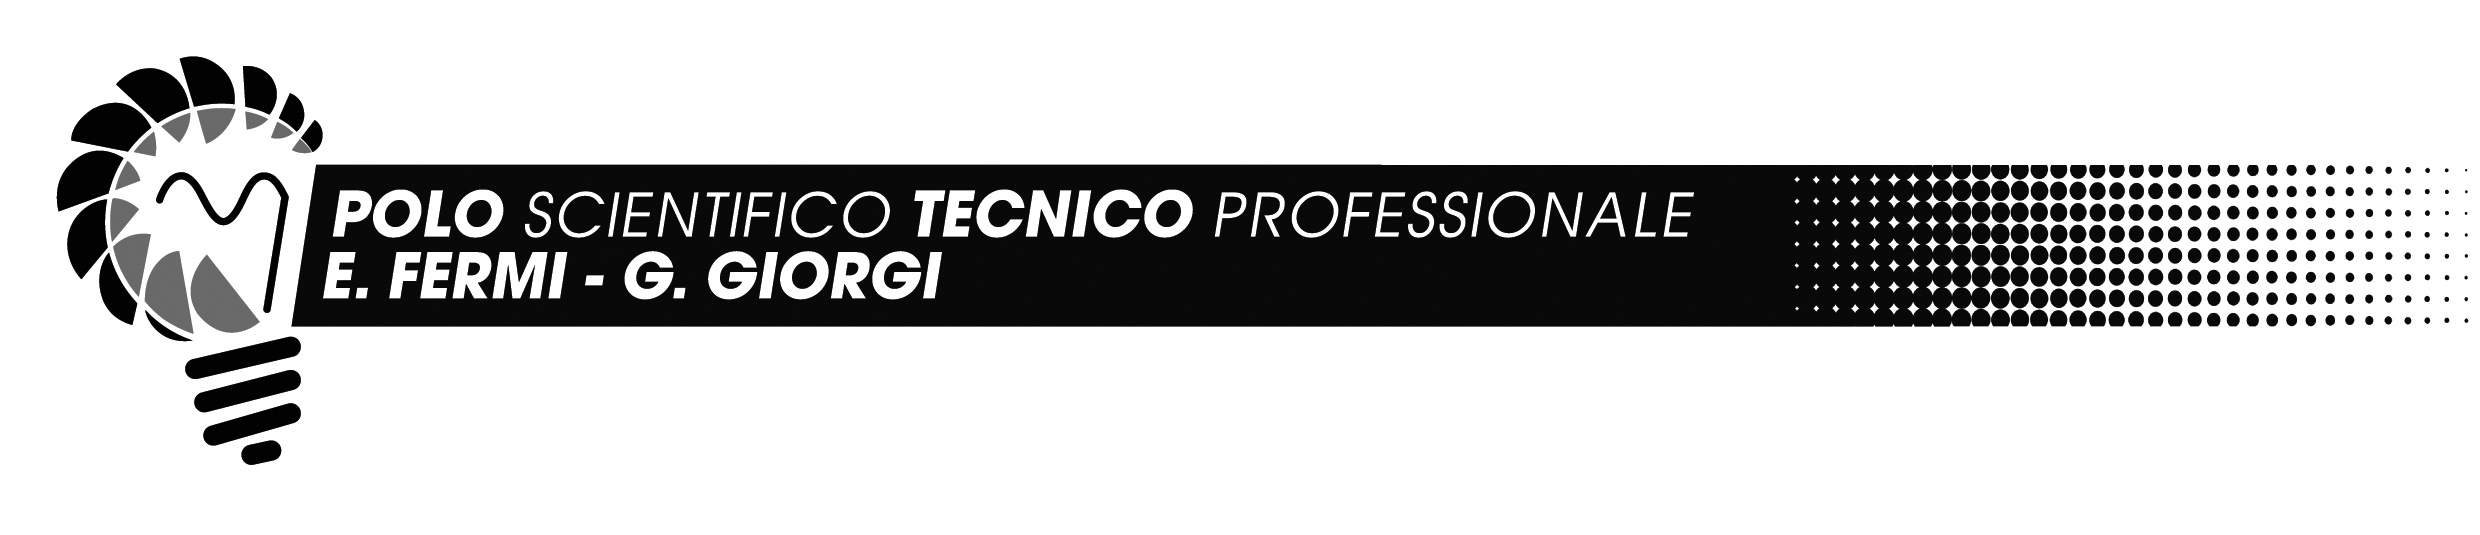 POLO SCIENTIFICO TECNICO PROFESSIONALE
E. FERMI - G. GIORGI